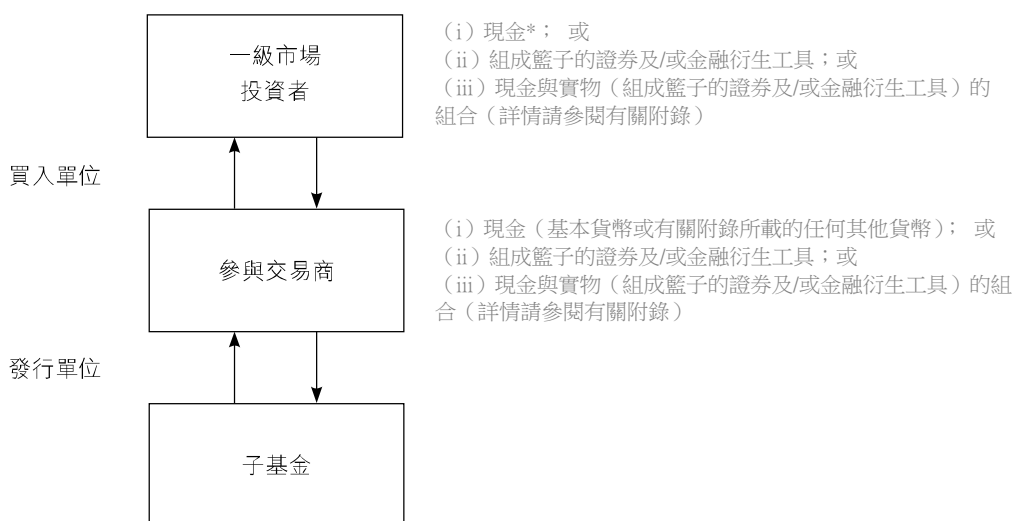 一級市場
投資者
（i）現金*； 或
（ii）組成籃子的證券及/或金融衍生工具；或
（iii）現金與實物（組成籃子的證券及/或金融衍生工具）的
組合（詳情請參閱有關附錄）
買入單位
參與交易商
（i）現金（基本貨幣或有關附錄所載的任何其他貨幣）； 或
（ii）組成籃子的證券及/或金融衍生工具；或
（iii）現金與實物（組成籃子的證券及/或金融衍生工具）的組
合（詳情請參閱有關附錄）
發行單位
子基金